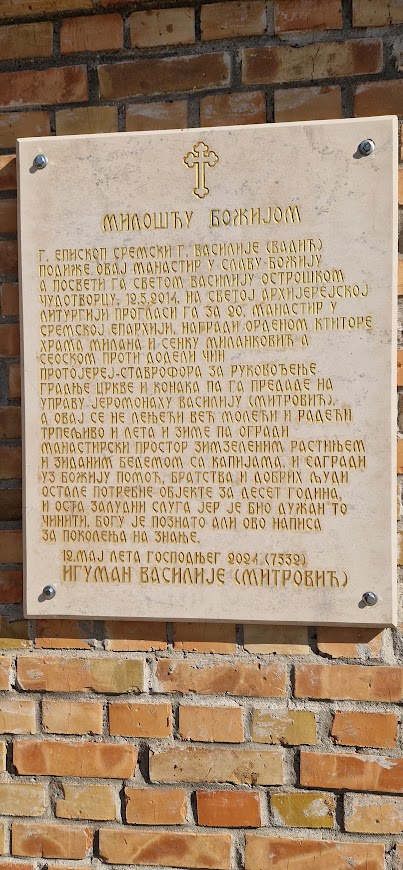 МИЛОШЋУ БОЖИЈОМ
Г. ЕПИСКОП СРЕМСКИ Г. ВАСИЛИЈЕ (ВАДИЋ)
ПОДИЖЕ ОВАЈ МАНАСТИР У СЛАВУ БОЖИЈУ
А ПОСВЕТИ ГА СВЕТОМ ВАСИЛИЈУ ОСТРОШКОМ
ЧУДОТВОРЦУ. 12.5.2014. НА СВЕТОЈ АРХИЈЕРЕЈСКОЈ
ЛИТУРГИЈИ ПРОГЛАСИ ГА ЗА 20. МАНАСТИР У
СРЕМСКОЈ ЕПАРХИЈИ, НАГРАДИ ОРДЕНОМ КТИТОРЕ
ХРАМА МИЛАНА И СЕНКУ МИЛАНКОВИЋ А
СЕОСКОМ ПРОТИ ДОДЕЛИ ЧИН
ПРОТОЈЕРЕЈ-СТАВРОФОРА ЗА РУКОВОЂЕЊЕ
ГРАДЊЕ ЦРКВЕ И КОНАКА ПА ГА ПРЕДАДЕ НА
УПРАВУ ЈЕРОМОНАХУ ВАСИЛИЈУ (МИТРОВИЋ),
А ОВАЈ СЕ НЕ ЛЕЊЕЋИ ВЕЋ МОЛЕЋИ И РАДЕЋИ
ТРПЕЉИВО И ЛЕТА И ЗИМЕ ПА ОГРАДИ
МАНАСТИРСКИ ПРОСТОР ЗИМЗЕЛЕНИМ РАСТИЊЕМ
И ЗИДАНИМ БЕДЕМОМ СА КАПИЈАМА, И САГРАДИ
УЗ БОЖИЈУ ПОМОЋ, БРАТСТВА И ДОБРИХ ЉУДИ
ОСТАЛЕ ПОТРЕБНЕ ОБЈЕКТЕ ЗА ДЕСЕТ ГОДИНА,
И ОСТА ЗАЛУДНИ СЛУГА ЈЕР ЈЕ БИО ДУЖАН ТО
ЧИНИТИ, БОГУ ЈЕ ПОЗНАТО АЛИ ОВО НАПИСА
ЗА ПОКОЛЕЊА НА ЗНАЊЕ.
12.МАЈ ЛЕТА ГОСПОДЊЕГ 2024.(7532)
ИГУМАН ВАСИЛИЈЕ (МИТРОВИЋ)